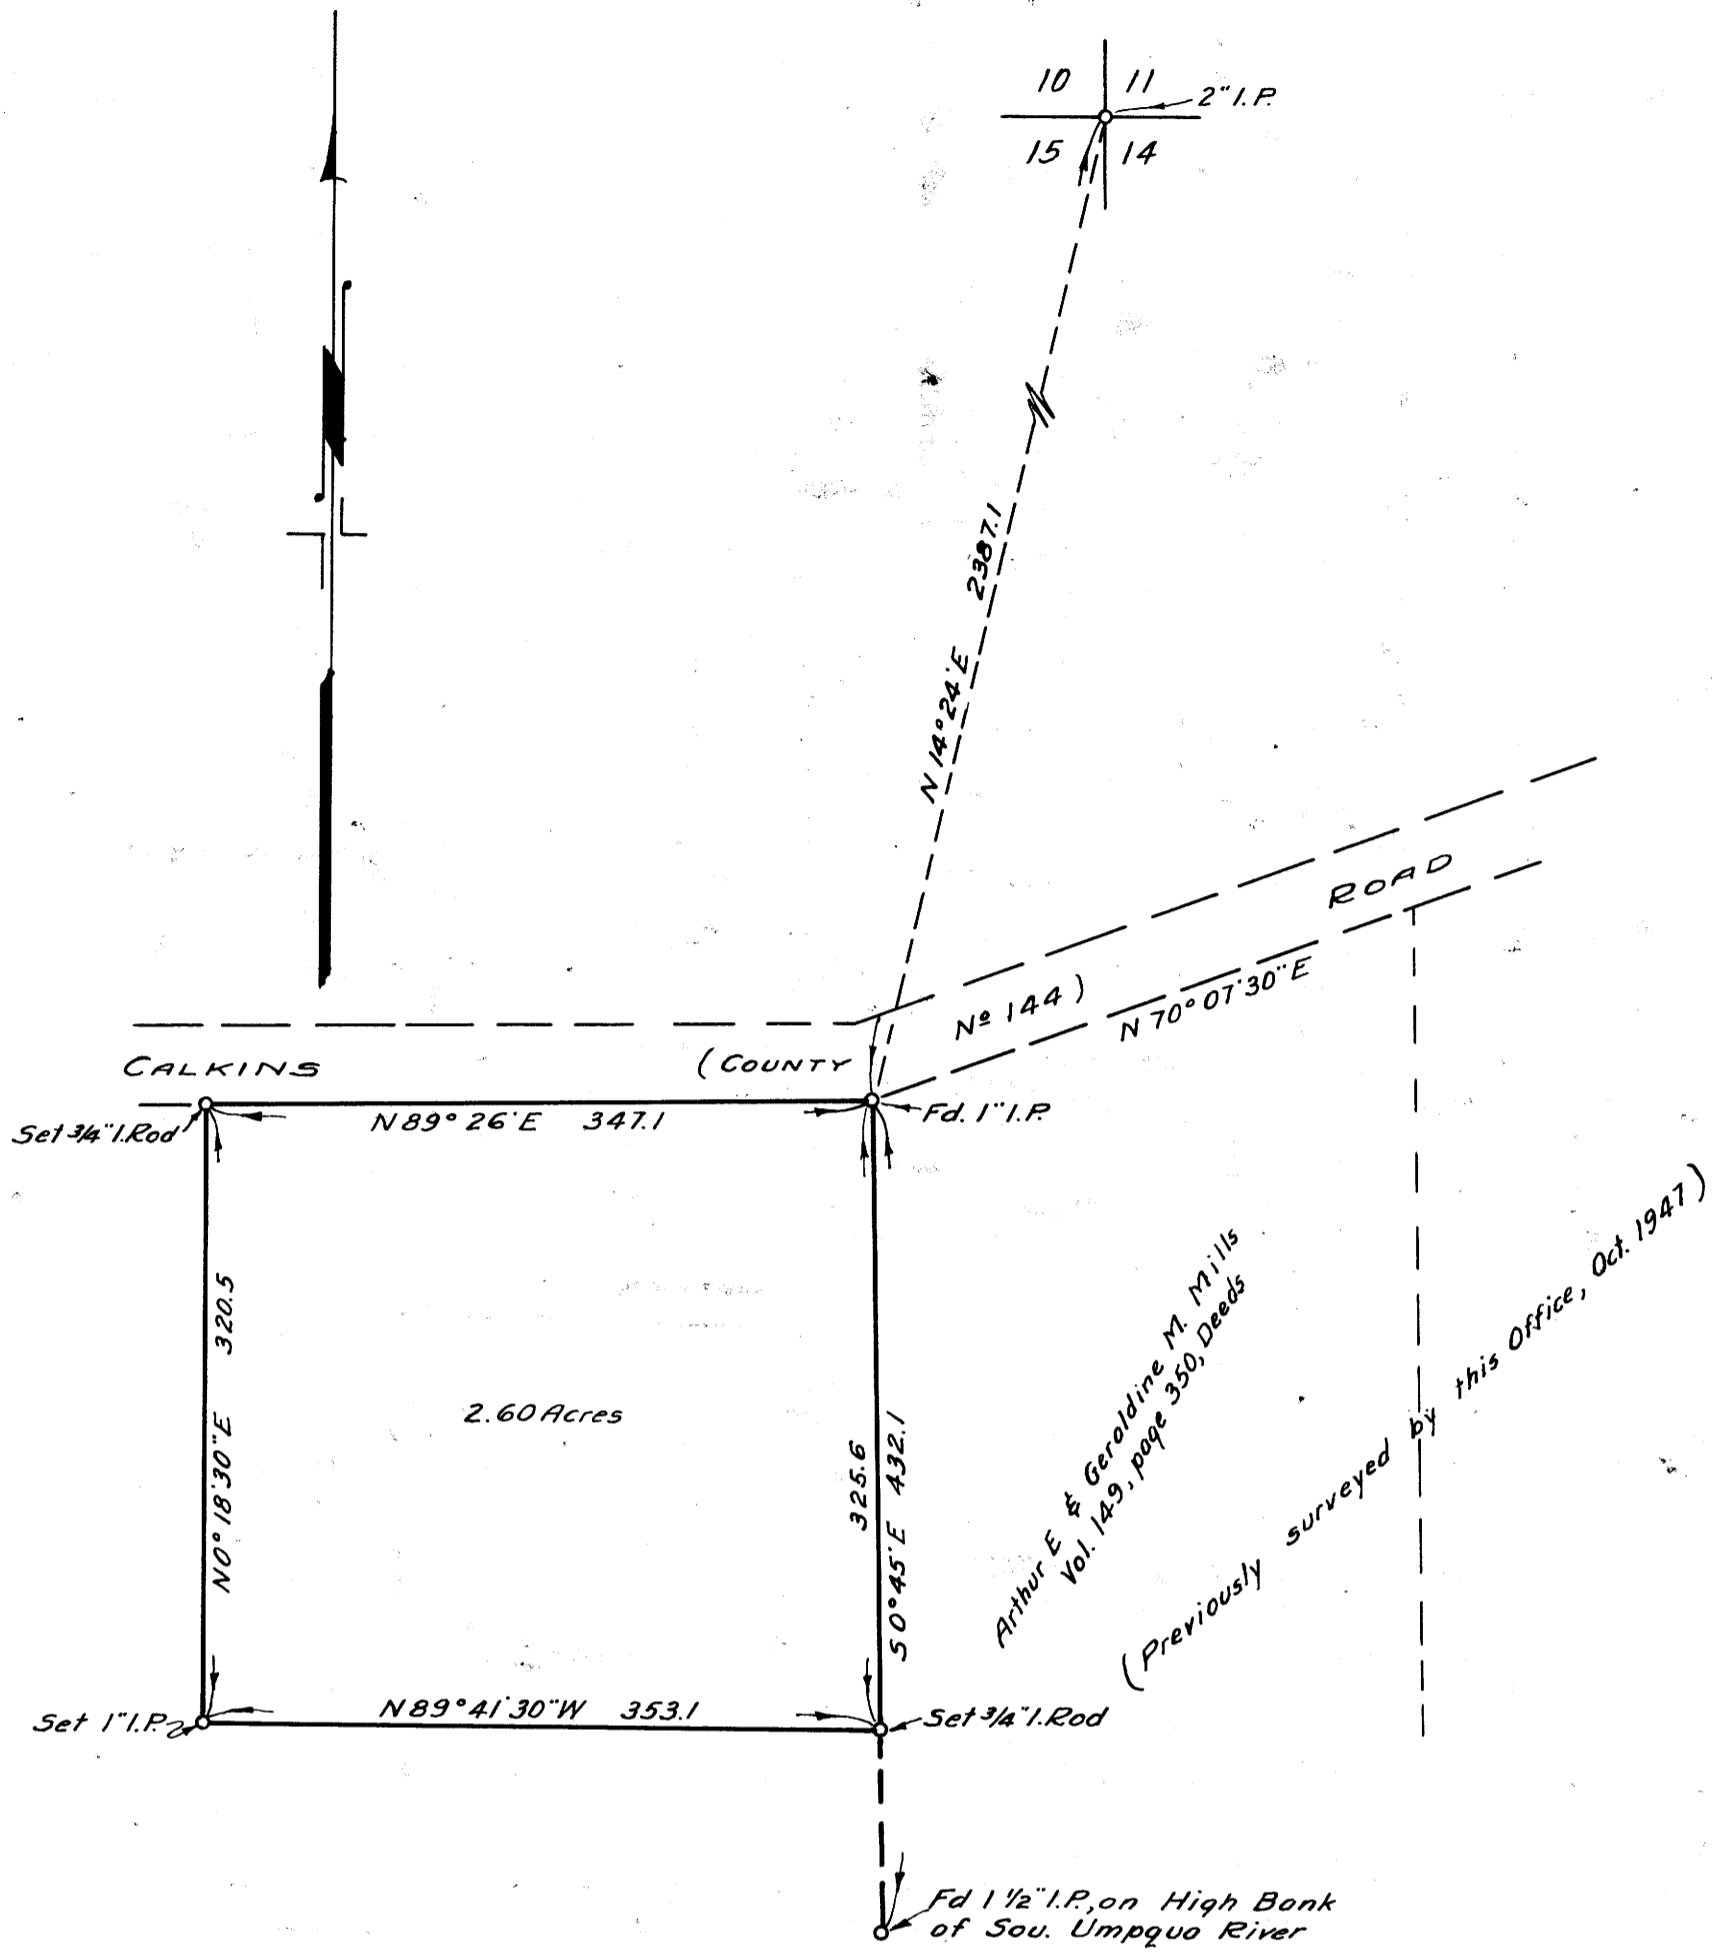 10 11
2" I.P.
15 14
N 14° 24' E 2387.1
ROAD
Nº 144)
N 70° 07' 30" E
CALKINS
(COUNTY
N 89° 26' E 347.1
Fd. 1" I.P.
Set 3/4" I. Rod
N 0° 18' 30" E 320.5
2.60 Acres
325.6
S 0° 45' E 432.1
Arthur E & Geraldine M. Mills
Vol. 149, page 350, Deeds
(Previously surveyed by this Office, Oct. 1947)
Set 1" I.P.
N 89° 41' 30" W 353.1
Set 3/4" I. Rod
Fd 1 1/2" I.P., on High Bank
of Sou. Umpqua River